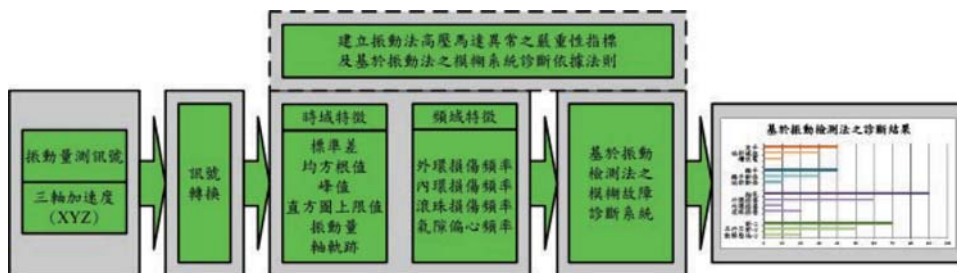 建立振動法高壓馬達異常之嚴重性指標
及基於振動法之模糊系統診斷依據法則
振動量測訊號
三軸加速度
(XYZ)
訊號
轉換
時域特徵
標準差
均方根值
峰值
直方圖上限值
振動量
軸軌跡
頻域特徵
外環損傷頻率
內環損傷頻率
滾珠損傷頻率
氣隙偏心頻率
基於振動
檢測法之
模糊故障
診斷系統
基於振動檢測法之診斷結果